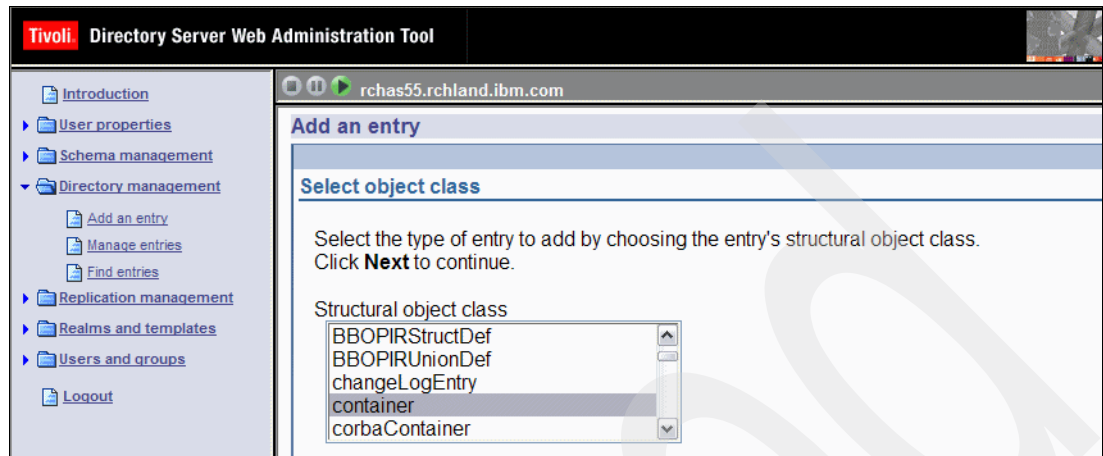 Tivoli. Directory Server Web Administration Tool
Introduction
User properties
Schema management
Directory management
Add an entry
Manage entries
Find entries
Replication management
Realms and templates
Users and groups
Logout
rchas55.rchland.ibm.com
Add an entry
Select object class
Select the type of entry to add by choosing the entry's structural object class.
Click Next to continue.
Structural object class
BBOPIRStructDef
BBOPIRUnionDef
changeLogEntry
container
corbaContainer